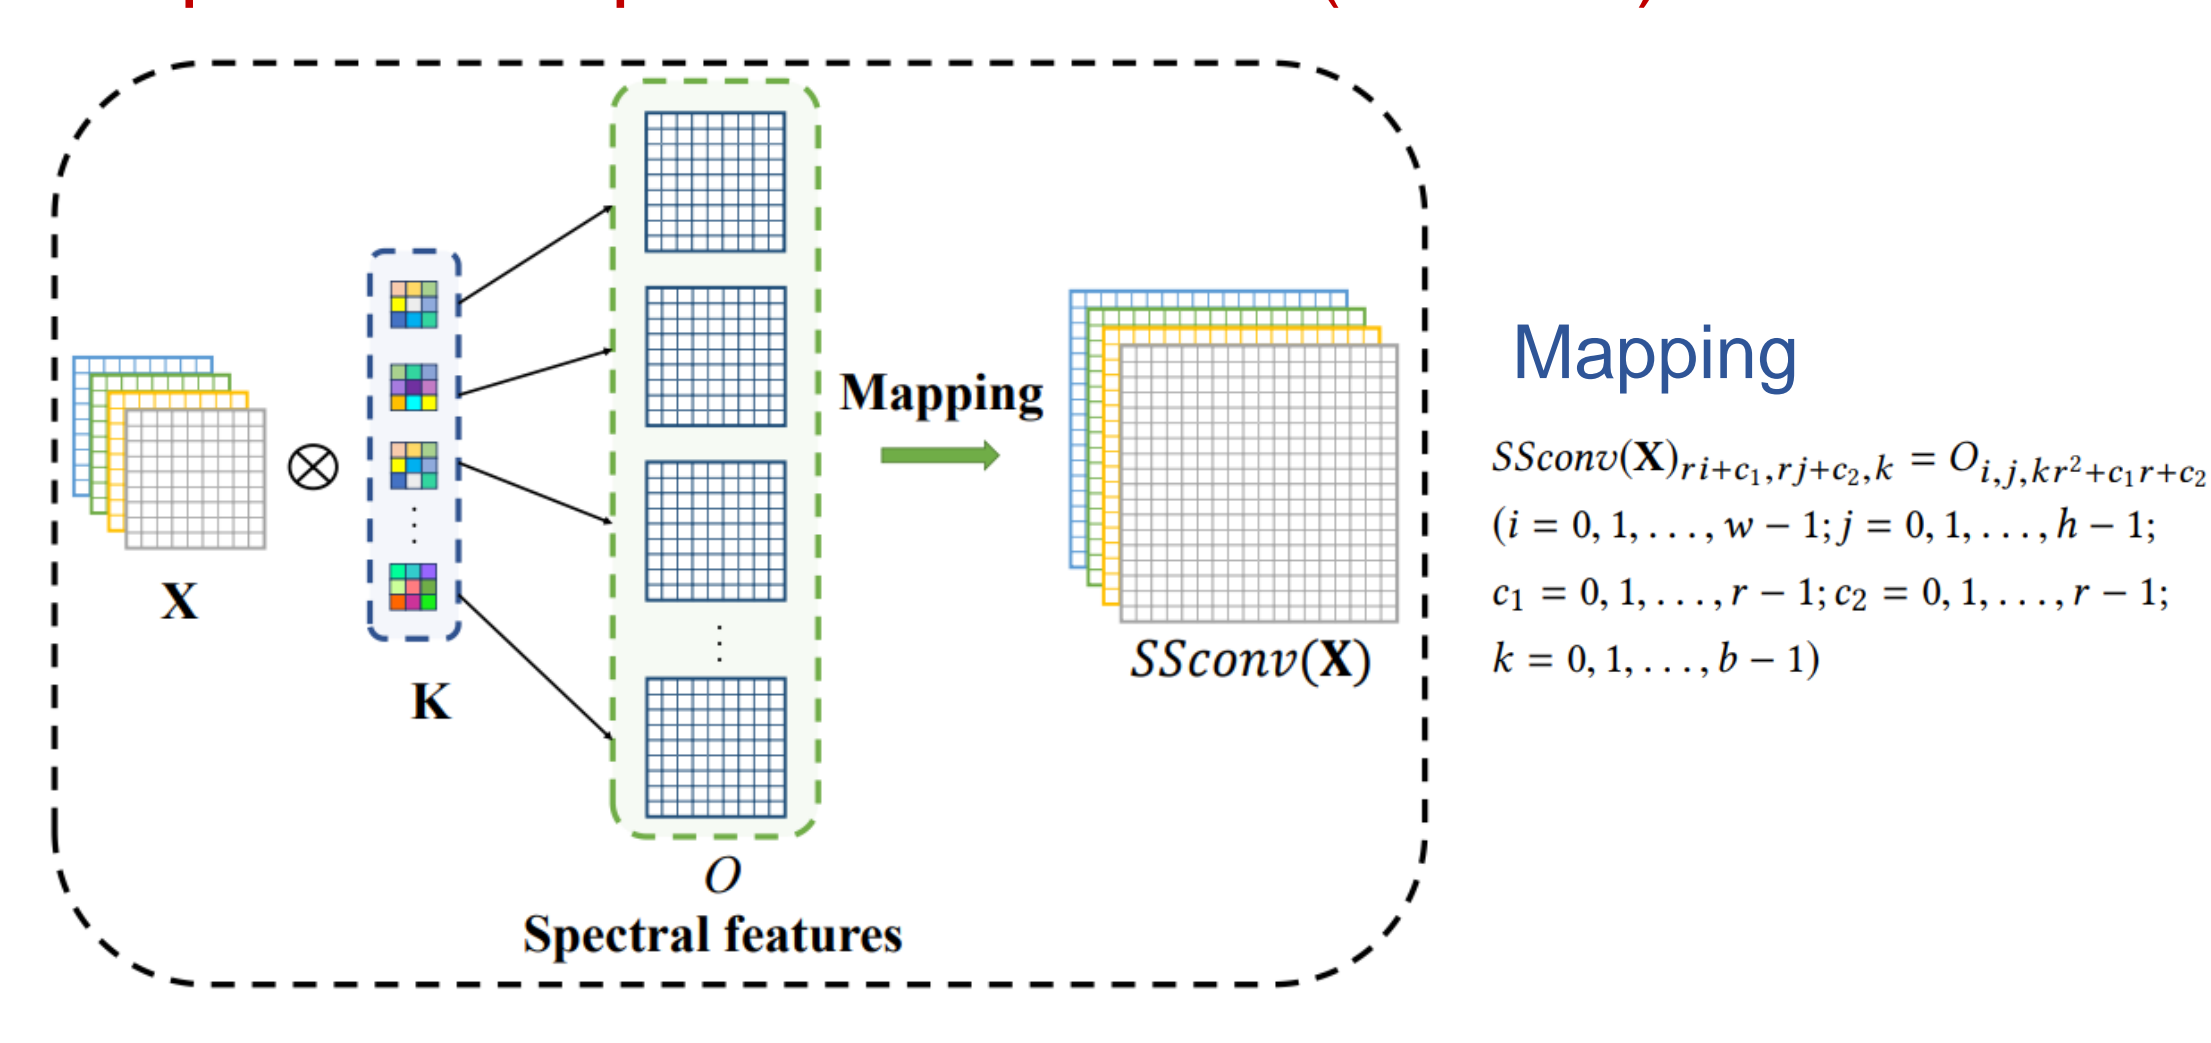 X
K
O
Spectral features
Mapping
SSconv(X)
Mapping
SSconv(X)_{ri+c_1,rj+c_2,k} = O_{i,j,kr^2+c_1r+c_2}
(i = 0, 1, . . . , w − 1; j = 0, 1, . . . , h − 1;
c_1 = 0, 1, . . . , r − 1; c_2 = 0, 1, . . . , r − 1;
k = 0, 1, . . . , b − 1)